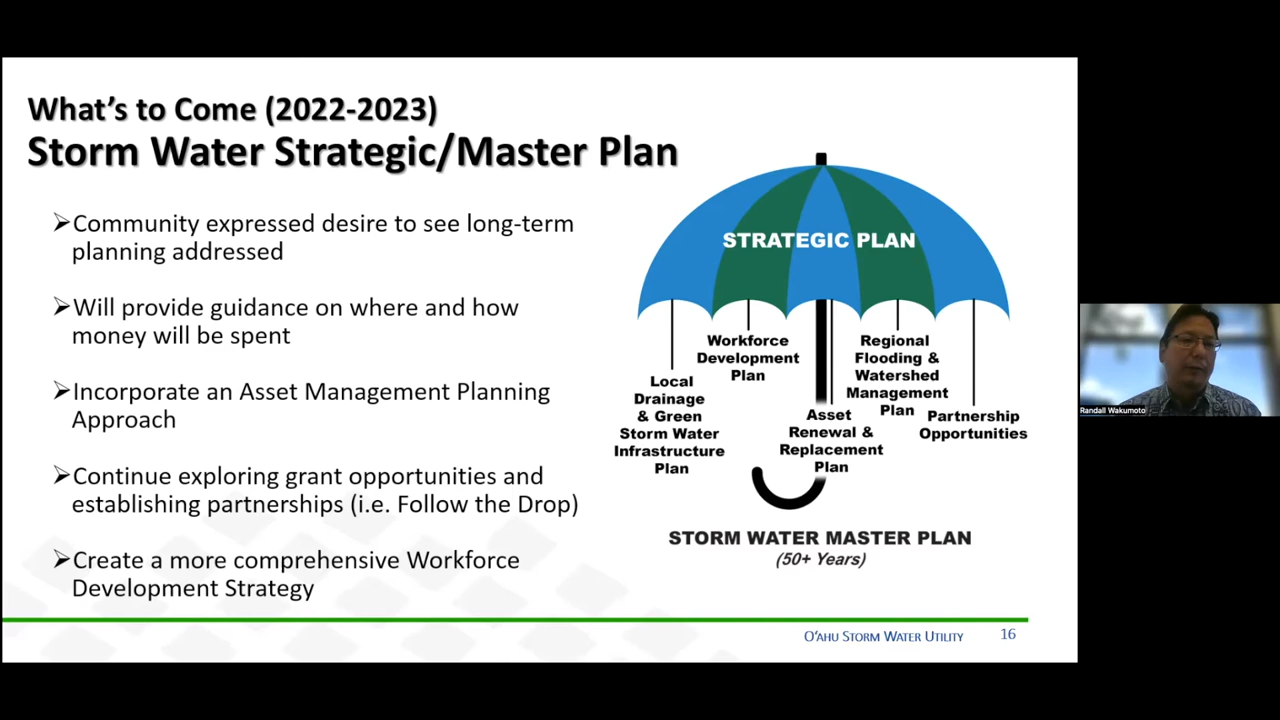 What's to Come (2022-2023)
Storm Water Strategic/Master Plan
➢Community expressed desire to see long-term
planning addressed
➢Will provide guidance on where and how
money will be spent
➢Incorporate an Asset Management Planning
Approach
➢Continue exploring grant opportunities and
establishing partnerships (i.e. Follow the Drop)
➢Create a more comprehensive Workforce
Development Strategy
STRATEGIC PLAN
Local
Drainage
& Green
Storm Water
Infrastructure
Plan
Workforce
Development
Plan
Asset
Renewal &
Replacement
Plan
Regional
Flooding &
Watershed
Management
Plan
Partnership
Opportunities
STORM WATER MASTER PLAN
(50+ Years)
OʻAHU STORM WATER UTILITY
16
Randall Wakumoto